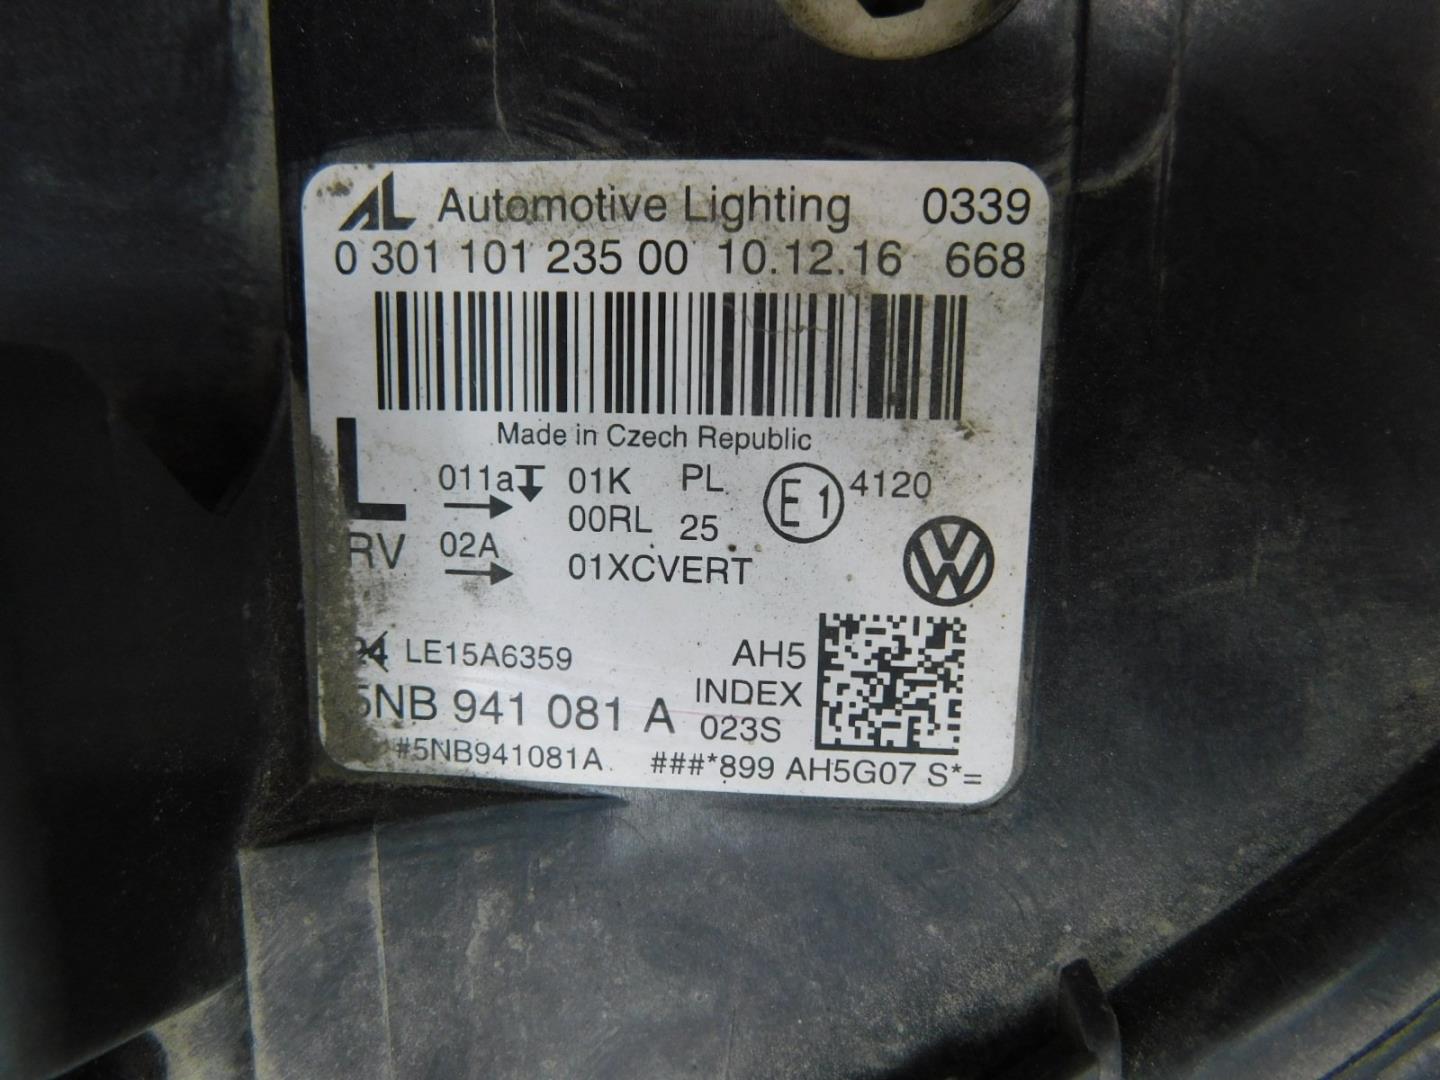 AL Automotive Lighting 0339
0 301 101 235 00 10.12.16 668
Made in Czech Republic
L 011a 01K PL E1 4120
00RL 25
RV 02A 01XCVERT
24 LE15A6359 AH5
5NB 941 081 A INDEX
023S
#5NB941081A ###*899 AH5G07 S*=